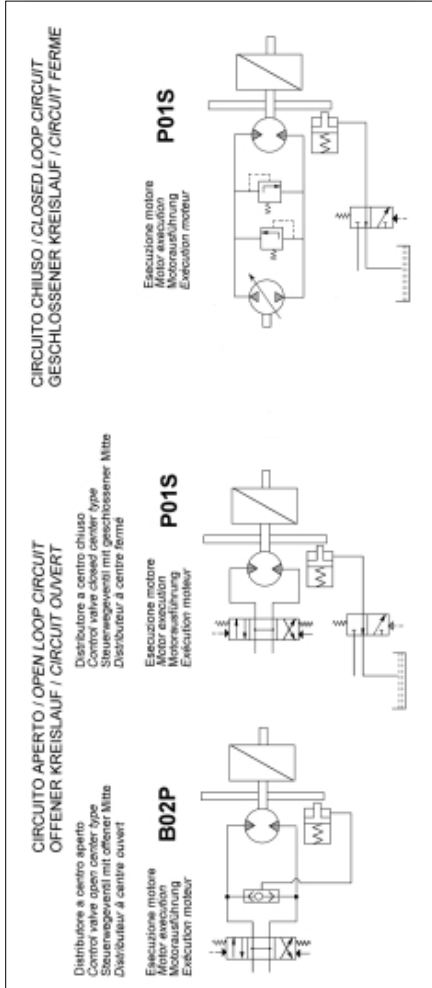 CIRCUITO APERTO / OPEN LOOP CIRCUIT
OFFENER KREISLAUF / CIRCUIT OUVERT
Distributore a centro aperto
Control valve open center type
Steuerwegeventil mit offener Mitte
Distributeur à centre ouvert
Esecuzione motore
Motor execution
Motorausführung
Exécution moteur
B02P
Distributore a centro chiuso
Control valve closed center type
Steuerwegeventil mit geschlossener Mitte
Distributeur à centre fermé
Esecuzione motore
Motor execution
Motorausführung
Exécution moteur
P01S
CIRCUITO CHIUSO / CLOSED LOOP CIRCUIT
GESCHLOSSENER KREISLAUF / CIRCUIT FERME
Esecuzione motore
Motor execution
Motorausführung
Exécution moteur
P01S